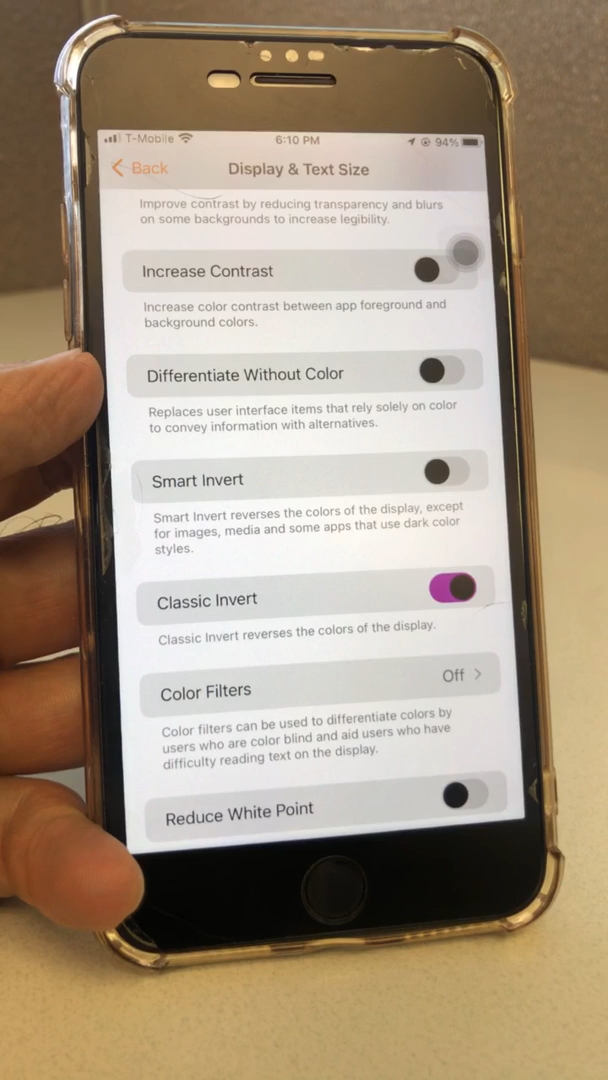 T-Mobile 6:10 PM 94%
Back Display & Text Size
Improve contrast by reducing transparency and blurs
on some backgrounds to increase legibility.
Increase Contrast
Increase color contrast between app foreground and
background colors.
Differentiate Without Color
Replaces user interface items that rely solely on color
to convey information with alternatives.
Smart Invert
Smart Invert reverses the colors of the display, except
for images, media and some apps that use dark color
styles.
Classic Invert
Classic Invert reverses the colors of the display.
Color Filters Off
Color filters can be used to differentiate colors by
users who are color blind and aid users who have
difficulty reading text on the display.
Reduce White Point